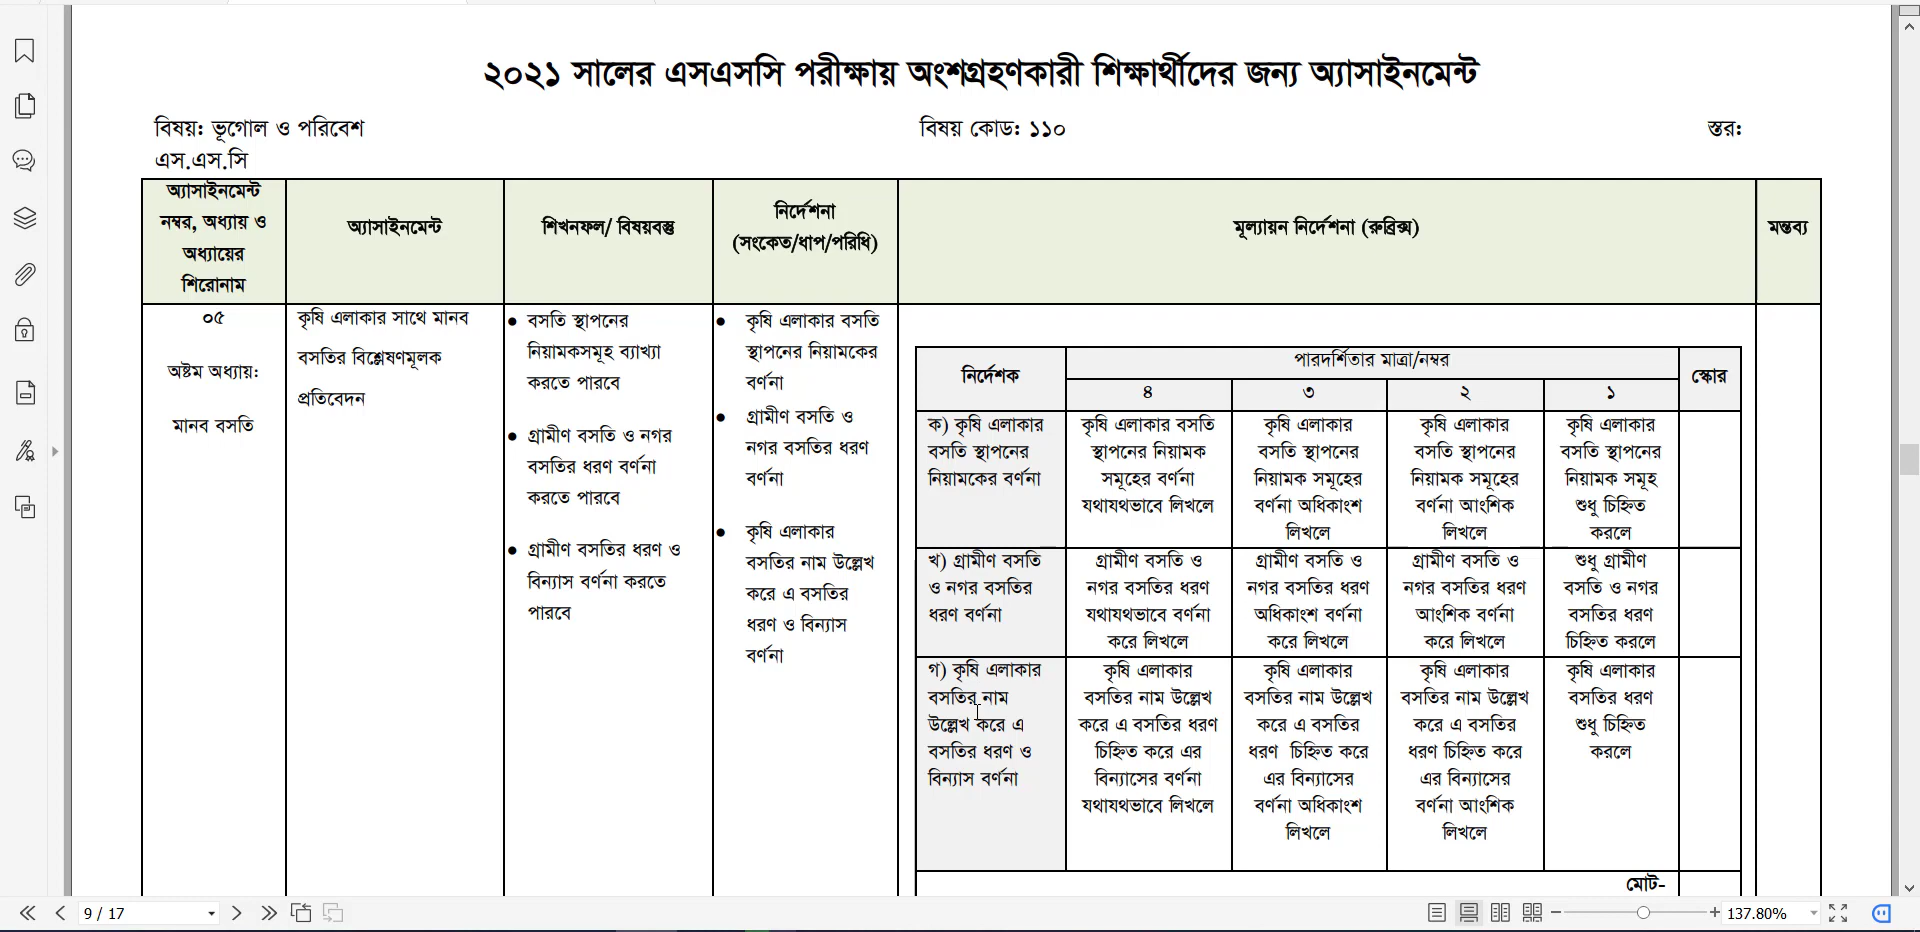 ২০২১ সালের এসএসসি পরীক্ষায় অংশগ্রহণকারী শিক্ষার্থীদের জন্য অ্যাসাইনমেন্ট
বিষয়: ভূগোল ও পরিবেশ
বিষয় কোড: ১১০
স্তর:
এস.এস.সি
অ্যাসাইনমেন্ট
নম্বর, অধ্যায় ও
অধ্যায়ের
শিরোনাম
অ্যাসাইনমেন্ট
শিখনফল/ বিষয়বস্তু
নির্দেশনা
(সংকেত/ধাপ/পরিধি)
মূল্যায়ন নির্দেশনা (রুব্রিক্স)
মন্তব্য
০৫
অষ্টম অধ্যায়:
মানব বসতি
কৃষি এলাকার সাথে মানব
বসতির বিশ্লেষণমূলক
প্রতিবেদন
• বসতি স্থাপনের
নিয়ামকসমূহ ব্যাখ্যা
করতে পারবে
• গ্রামীণ বসতি ও নগর
বসতির ধরণ বর্ণনা
করতে পারবে
• গ্রামীণ বসতির ধরণ ও
বিন্যাস বর্ণনা করতে
পারবে
• কৃষি এলাকার বসতি
স্থাপনের নিয়ামকের
বর্ণনা
• গ্রামীণ বসতি ও
নগর বসতির ধরণ
বর্ণনা
• কৃষি এলাকার
বসতির নাম উল্লেখ
করে এ বসতির
ধরণ ও বিন্যাস
বর্ণনা
নির্দেশক
পারদর্শিতার মাত্রা/নম্বর
স্কোর
৪
৩
২
১
ক) কৃষি এলাকার
বসতি স্থাপনের
নিয়ামকের বর্ণনা
কৃষি এলাকার বসতি
স্থাপনের নিয়ামক
সমূহের বর্ণনা
যথাযথভাবে লিখলে
কৃষি এলাকার
বসতি স্থাপনের
নিয়ামক সমূহের
বর্ণনা অধিকাংশ
লিখলে
কৃষি এলাকার
বসতি স্থাপনের
নিয়ামক সমূহের
বর্ণনা আংশিক
লিখলে
কৃষি এলাকার
বসতি স্থাপনের
নিয়ামক সমূহ
শুধু চিহ্নিত
করলে
খ) গ্রামীণ বসতি
ও নগর বসতির
ধরণ বর্ণনা
গ্রামীণ বসতি ও
নগর বসতির ধরণ
যথাযথভাবে বর্ণনা
করে লিখলে
গ্রামীণ বসতি ও
নগর বসতির ধরণ
অধিকাংশ বর্ণনা
করে লিখলে
গ্রামীণ বসতি ও
নগর বসতির ধরণ
আংশিক বর্ণনা
করে লিখলে
শুধু গ্রামীণ
বসতি ও নগর
বসতির ধরণ
চিহ্নিত করলে
গ) কৃষি এলাকার
বসতির নাম
উল্লেখ করে এ
বসতির ধরণ ও
বিন্যাস বর্ণনা
কৃষি এলাকার
বসতির নাম উল্লেখ
করে এ বসতির ধরণ
চিহ্নিত করে এর
বিন্যাসের বর্ণনা
যথাযথভাবে লিখলে
কৃষি এলাকার
বসতির নাম উল্লেখ
করে এ বসতির
ধরণ চিহ্নিত করে
এর বিন্যাসের
বর্ণনা অধিকাংশ
লিখলে
কৃষি এলাকার
বসতির নাম উল্লেখ
করে এ বসতির
ধরণ চিহ্নিত করে
এর বিন্যাসের
বর্ণনা আংশিক
লিখলে
কৃষি এলাকার
বসতির ধরণ
শুধু চিহ্নিত
করলে
মোট-
9 / 17
137.80%